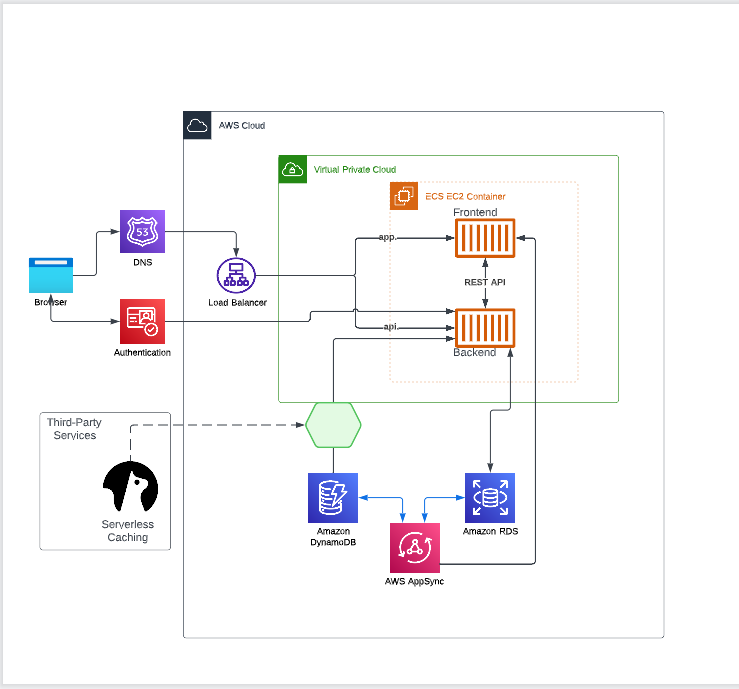 AWS Cloud
Virtual Private Cloud
ECS EC2 Container
Frontend
53
DNS
app.
Browser
Load Balancer
REST API
api.
Authentication
Backend
Third-Party
Services
Serverless
Caching
Amazon
DynamoDB
Amazon RDS
AWS AppSync